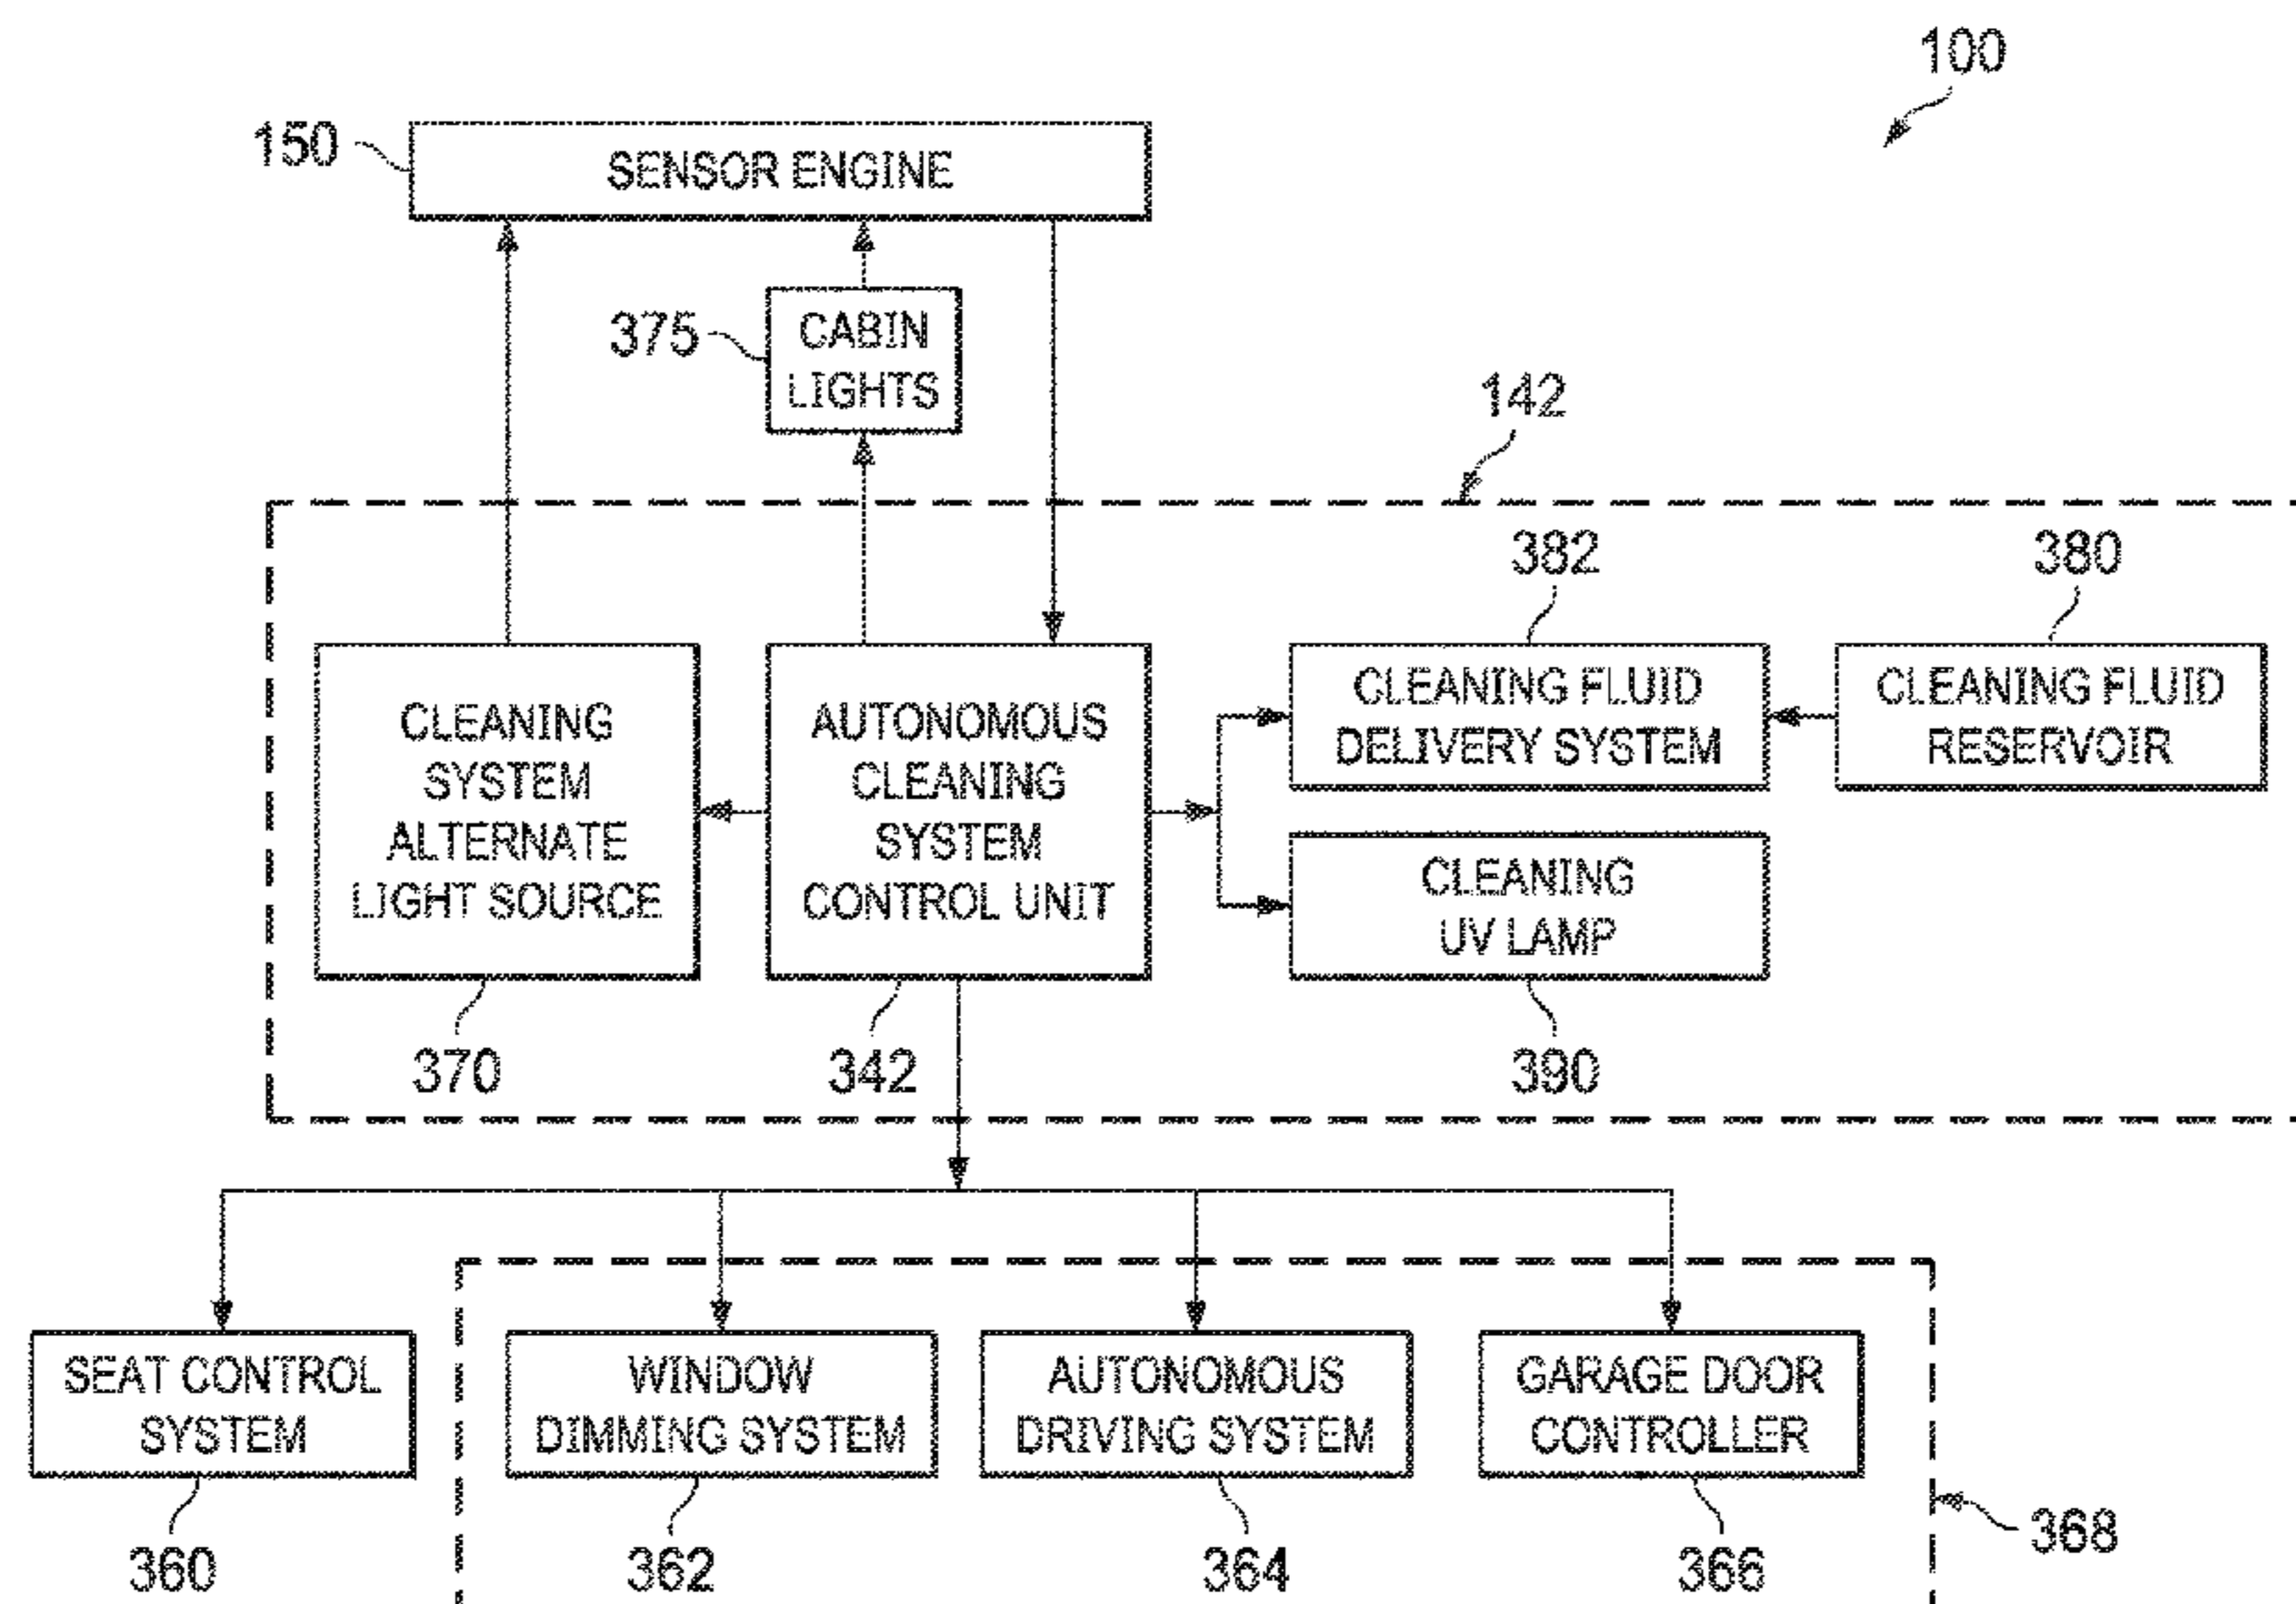 100
150
SENSOR ENGINE
375
CABIN
LIGHTS
142
382
380
CLEANING
SYSTEM
ALTERNATE
LIGHT SOURCE
AUTONOMOUS
CLEANING
SYSTEM
CONTROL UNIT
CLEANING FLUID
DELIVERY SYSTEM
CLEANING FLUID
RESERVOIR
CLEANING
UV LAMP
370
342
390
SEAT CONTROL
SYSTEM
WINDOW
DIMMING SYSTEM
AUTONOMOUS
DRIVING SYSTEM
GARAGE DOOR
CONTROLLER
368
360
362
364
366